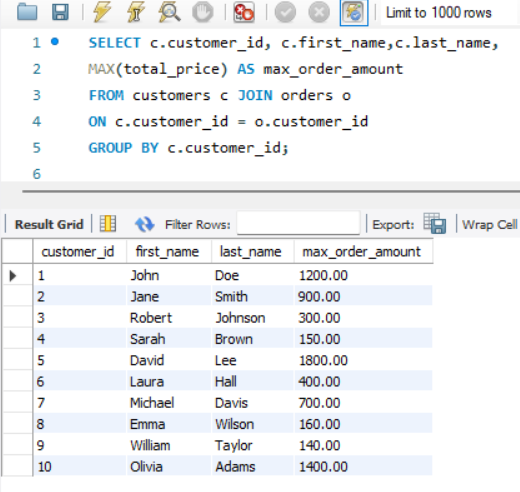 Limit to 1000 rows
1 SELECT c.customer_id, c.first_name,c.last_name,
2 MAX(total_price) AS max_order_amount
3 FROM customers c JOIN orders o
4 ON c.customer_id = o.customer_id
5 GROUP BY c.customer_id;
6
Result Grid Filter Rows: Export: Wrap Cell
customer_id first_name last_name max_order_amount
1 John Doe 1200.00
2 Jane Smith 900.00
3 Robert Johnson 300.00
4 Sarah Brown 150.00
5 David Lee 1800.00
6 Laura Hall 400.00
7 Michael Davis 700.00
8 Emma Wilson 160.00
9 William Taylor 140.00
10 Olivia Adams 1400.00